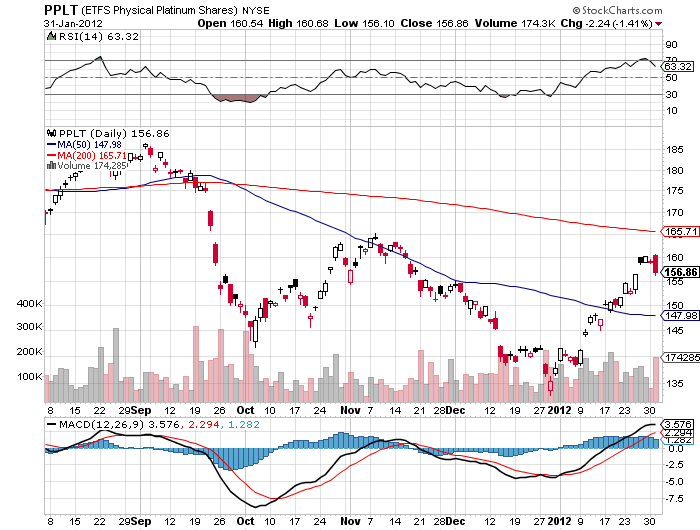 PPLT (ETFS Physical Platinum Shares) NYSE
© StockCharts.com
31-Jan-2012
Open 160.54 High 160.68 Low 156.10 Close 156.86 Volume 174.3K Chg -2.24 (-1.41%)
RSI(14) 63.32
90
70
63.32
50
30
10
PPLT (Daily) 156.86
MA(50) 147.98
MA(200) 165.71
Volume 174,285
185
180
175
170
165.71
160
156.86
155
150
147.98
145
140
174285
135
400K
300K
200K
100K
8 15 22 29 Sep 12 19 26 Oct 10 17 24 Nov 7 14 21 28 Dec 12 19 27 2012 9 17 23 30
MACD(12,26,9) 3.576, 2.294, 1.282
3.576
2.294
1.282
0.0
-2.5
-5.0
-7.5
8 15 22 29 Sep 12 19 26 Oct 10 17 24 Nov 7 14 21 28 Dec 12 19 27 2012 9 17 23 30